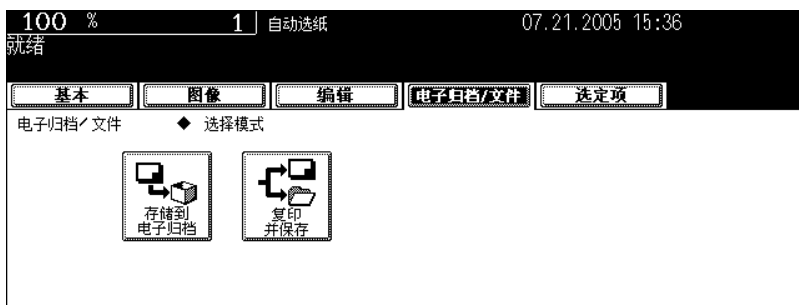 100 % 1 自动选纸 07.21.2005 15:36
就绪
基本 图像 编辑 电子归档/文件 选定项
电子归档/文件 ◆ 选择模式
存储到 复印
电子归档 并保存